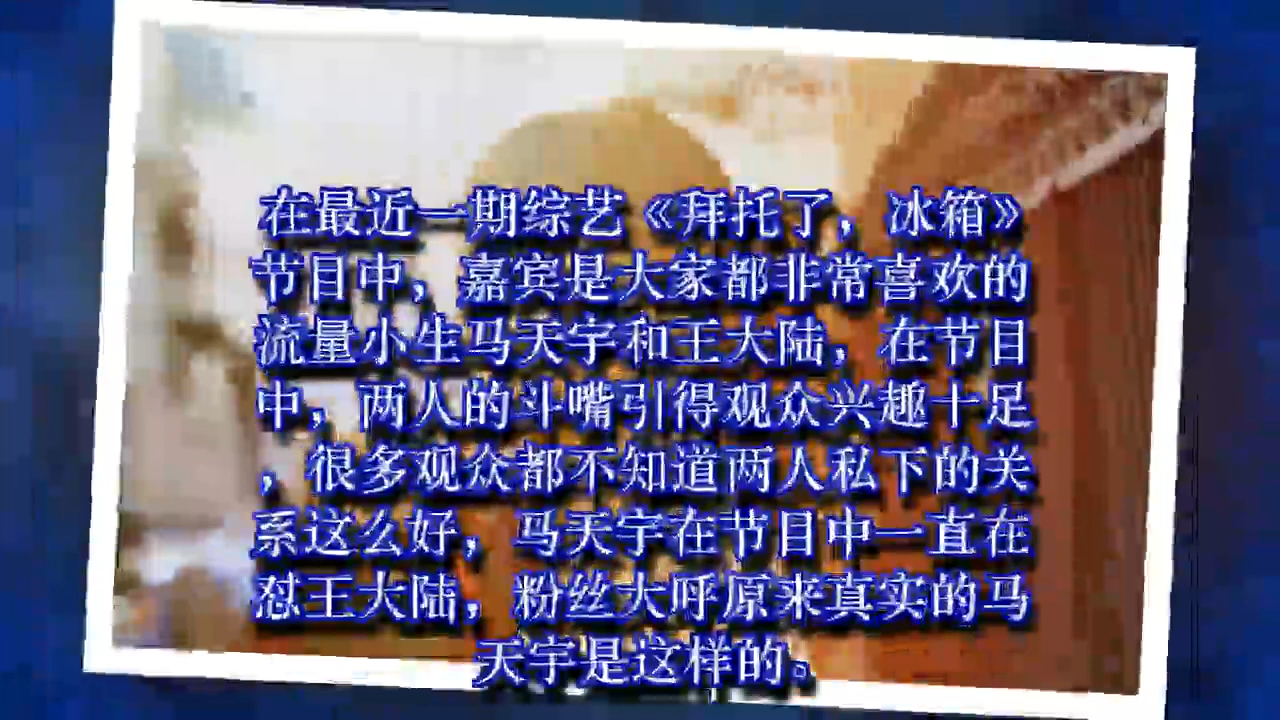 在最近一期综艺《拜托了，冰箱》
节目中，嘉宾是大家都非常喜欢的
流量小生马天宇和王大陆，在节目
中，两人的斗嘴引得观众兴趣十足
，很多观众都不知道两人私下的关
系这么好，马天宇在节目中一直在
怼王大陆，粉丝大呼原来真实的马
天宇是这样的。